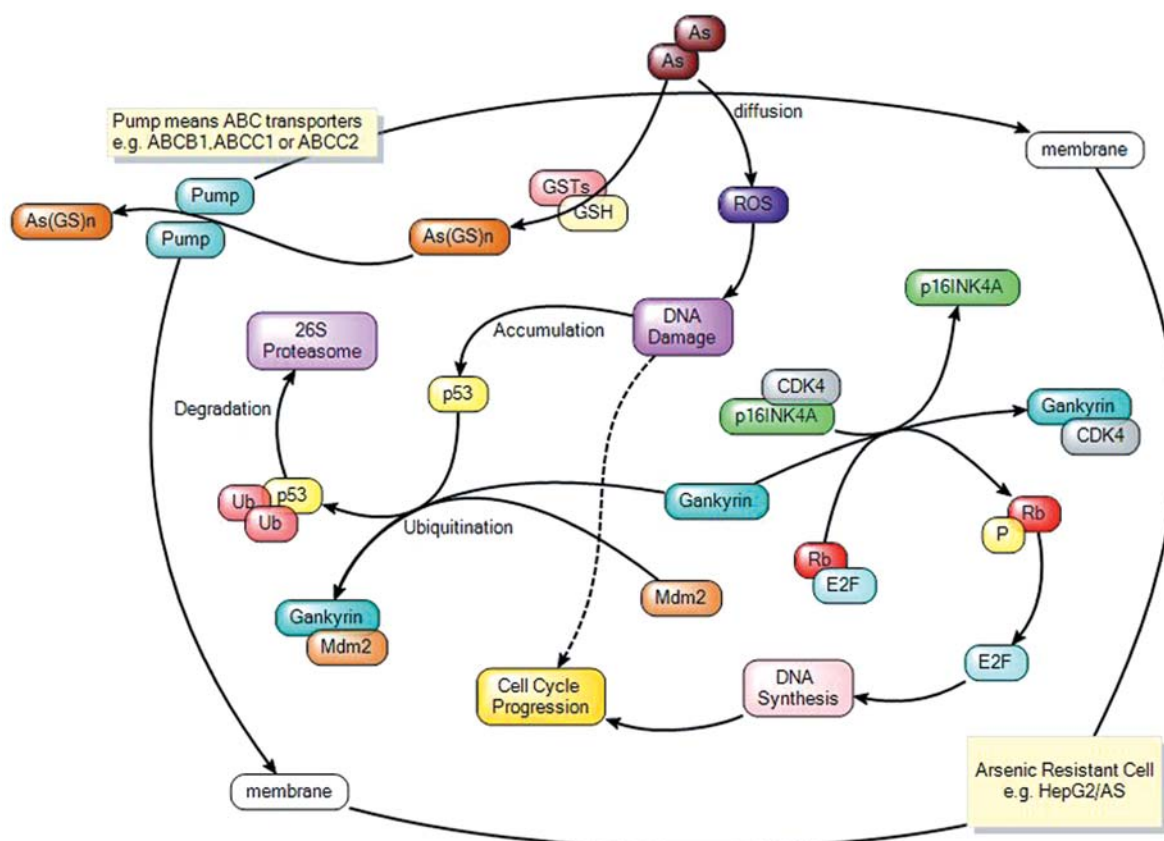 As
As
diffusion
Pump means ABC transporters
e.g. ABCB1,ABCC1 or ABCC2
membrane
Pump
GSTs
GSH
ROS
As(GS)n
Pump
As(GS)n
p16INK4A
26S
Proteasome
Accumulation
DNA
Damage
p53
CDK4
p16INK4A
Gankyrin
CDK4
Degradation
Ub
p53
Ub
Ubiquitination
Gankyrin
Rb
P
Rb
E2F
Gankyrin
Mdm2
Mdm2
E2F
Cell Cycle
Progression
DNA
Synthesis
membrane
Arsenic Resistant Cell
e.g. HepG2/AS